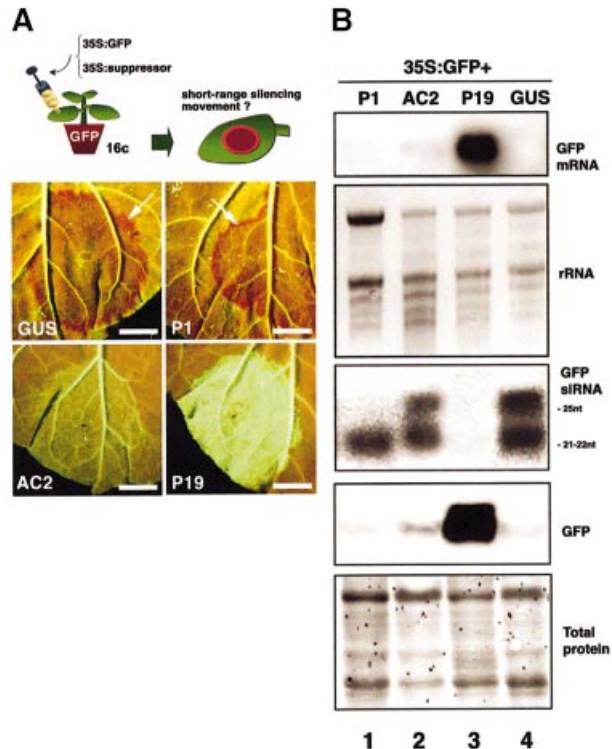 A
35S:GFP
35S:suppressor
GFP
16c
short-range silencing
movement ?
GUS
P1
AC2
P19
B
35S:GFP+
P1 AC2 P19 GUS
GFP
mRNA
rRNA
GFP
siRNA
- 25nt
- 21-22nt
GFP
Total
protein
1 2 3 4